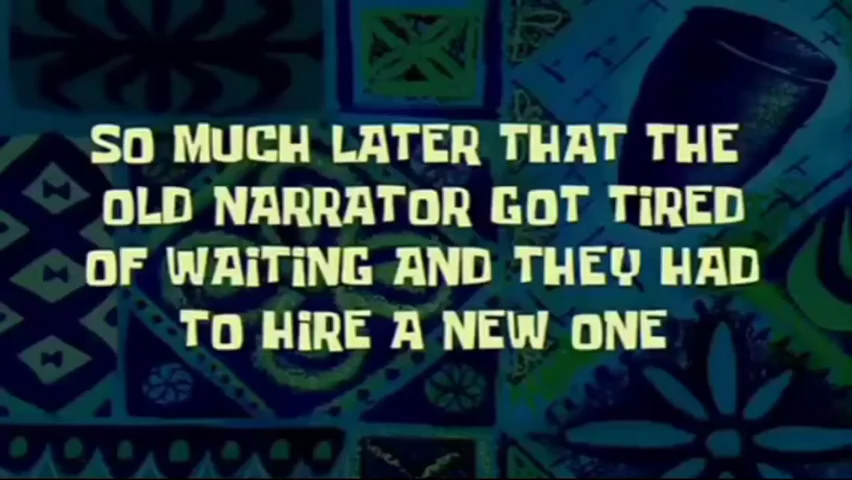 SO MUCH LATER THAT THE
OLD NARRATOR GOT TiRED
OF WAiTiNG AND THEY HAD
TO HiRE A NEW ONE